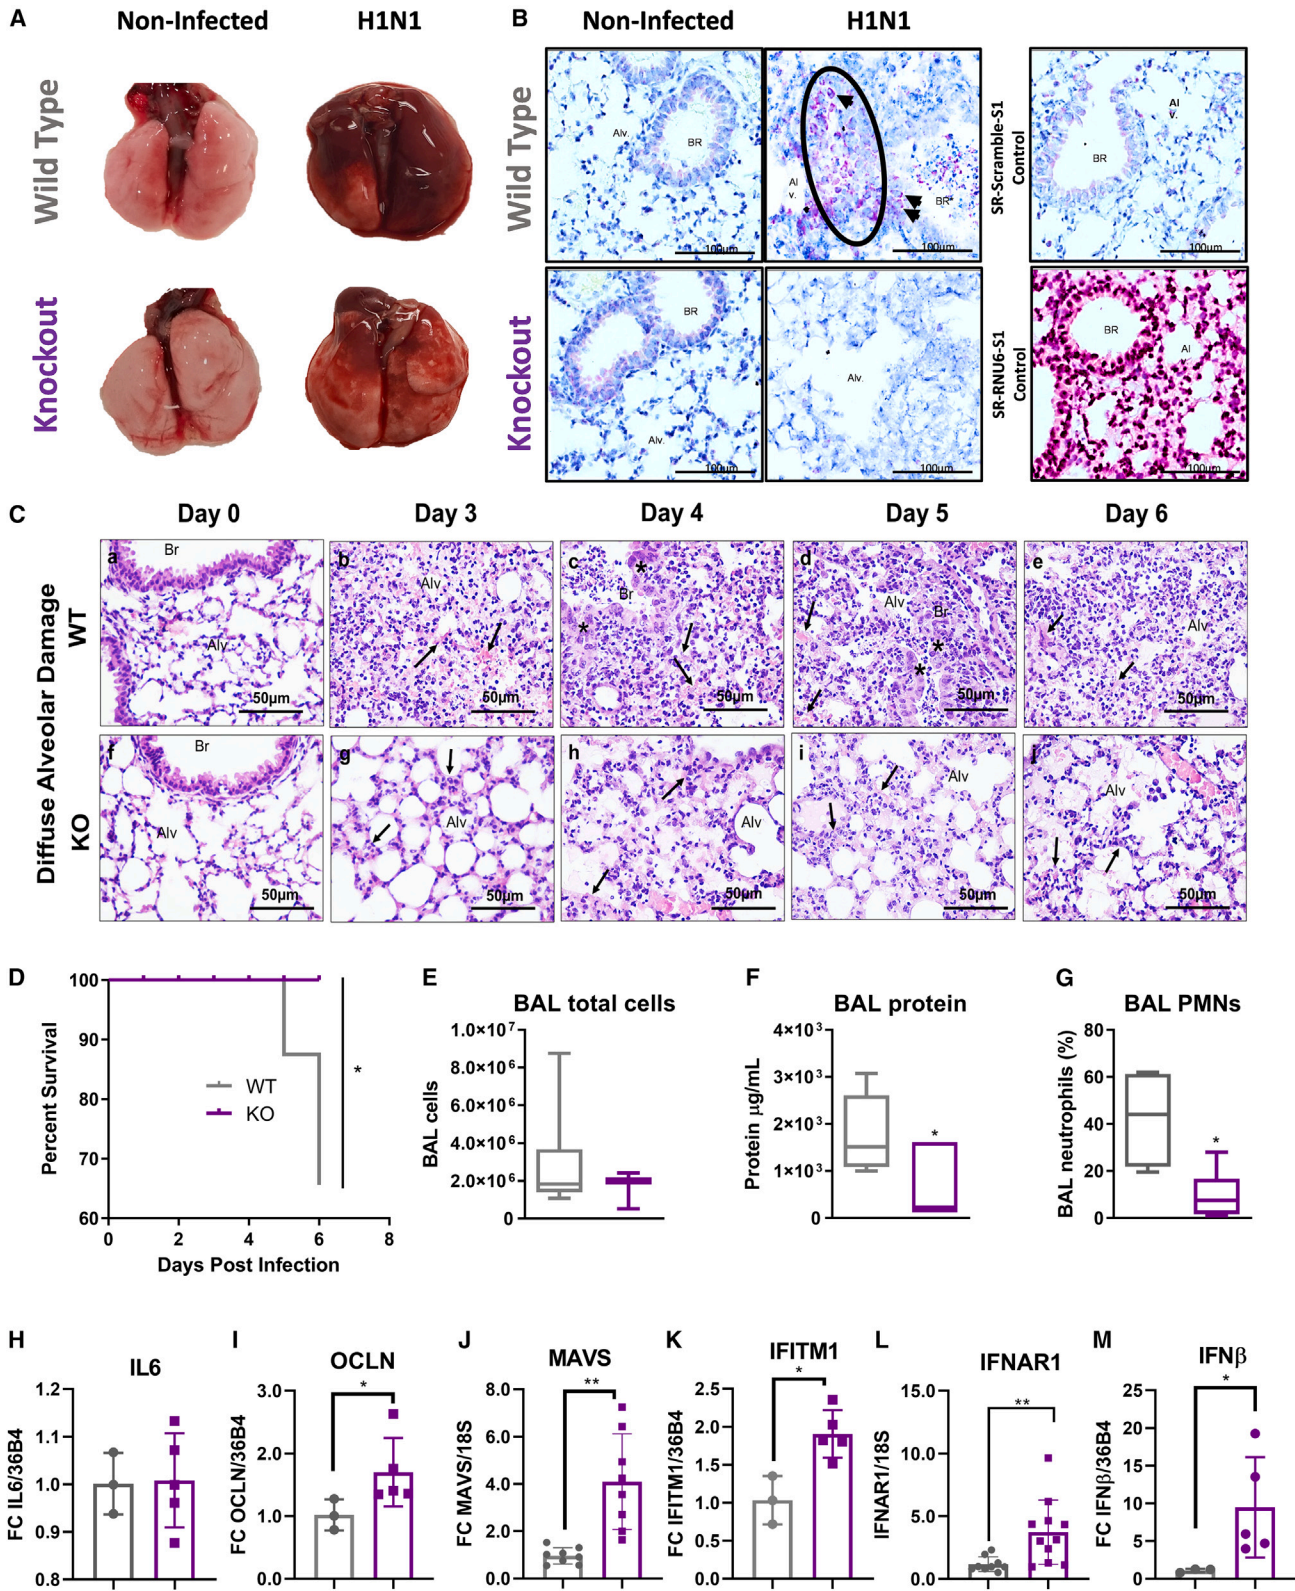 A
Non-Infected
H1N1
Wild Type
Knockout
B
Non-Infected
H1N1
Wild Type
Alv.
BR
100µm
Al
v.
BR
100µm
SR-Scramble-S1
Control
Al
v.
BR
100µm
Knockout
BR
Alv.
100µm
Alv.
100µm
SR-RNU6-S1
Control
BR
Al
v.
100µm
C
Day 0
Day 3
Day 4
Day 5
Day 6
Diffuse Alveolar Damage
WT
a
Br
Alv
50µm
b
Alv
50µm
c
*
Br
*
50µm
d
Alv
Br
*
*
50µm
e
Alv
50µm
KO
f
Br
Alv
50µm
g
Alv
50µm
h
Alv
50µm
i
Alv
50µm
j
Alv
50µm
D
Percent Survival
100
90
80
70
60
WT
KO
*
0
2
4
6
8
Days Post Infection
E
BAL total cells
BAL cells
1.0×10⁷
8.0×10⁶
6.0×10⁶
4.0×10⁶
2.0×10⁶
0
F
BAL protein
Protein µg/mL
4×10³
3×10³
2×10³
1×10³
0
*
G
BAL PMNs
BAL neutrophils (%)
80
60
40
20
0
*
H
IL6
FC IL6/36B4
1.2
1.1
1.0
0.9
0.8
I
OCLN
FC OCLN/36B4
3.0
2.0
1.0
0.0
*
J
MAVS
FC MAVS/18S
8.0
6.0
4.0
2.0
0.0
**
K
IFITM1
FC IFITM1/36B4
2.5
2.0
1.5
1.0
0.5
0.0
*
L
IFNAR1
IFNAR1/18S
15.0
10.0
5.0
0.0
**
M
IFNβ
FC IFNβ/36B4
25
20
15
10
5
0
*